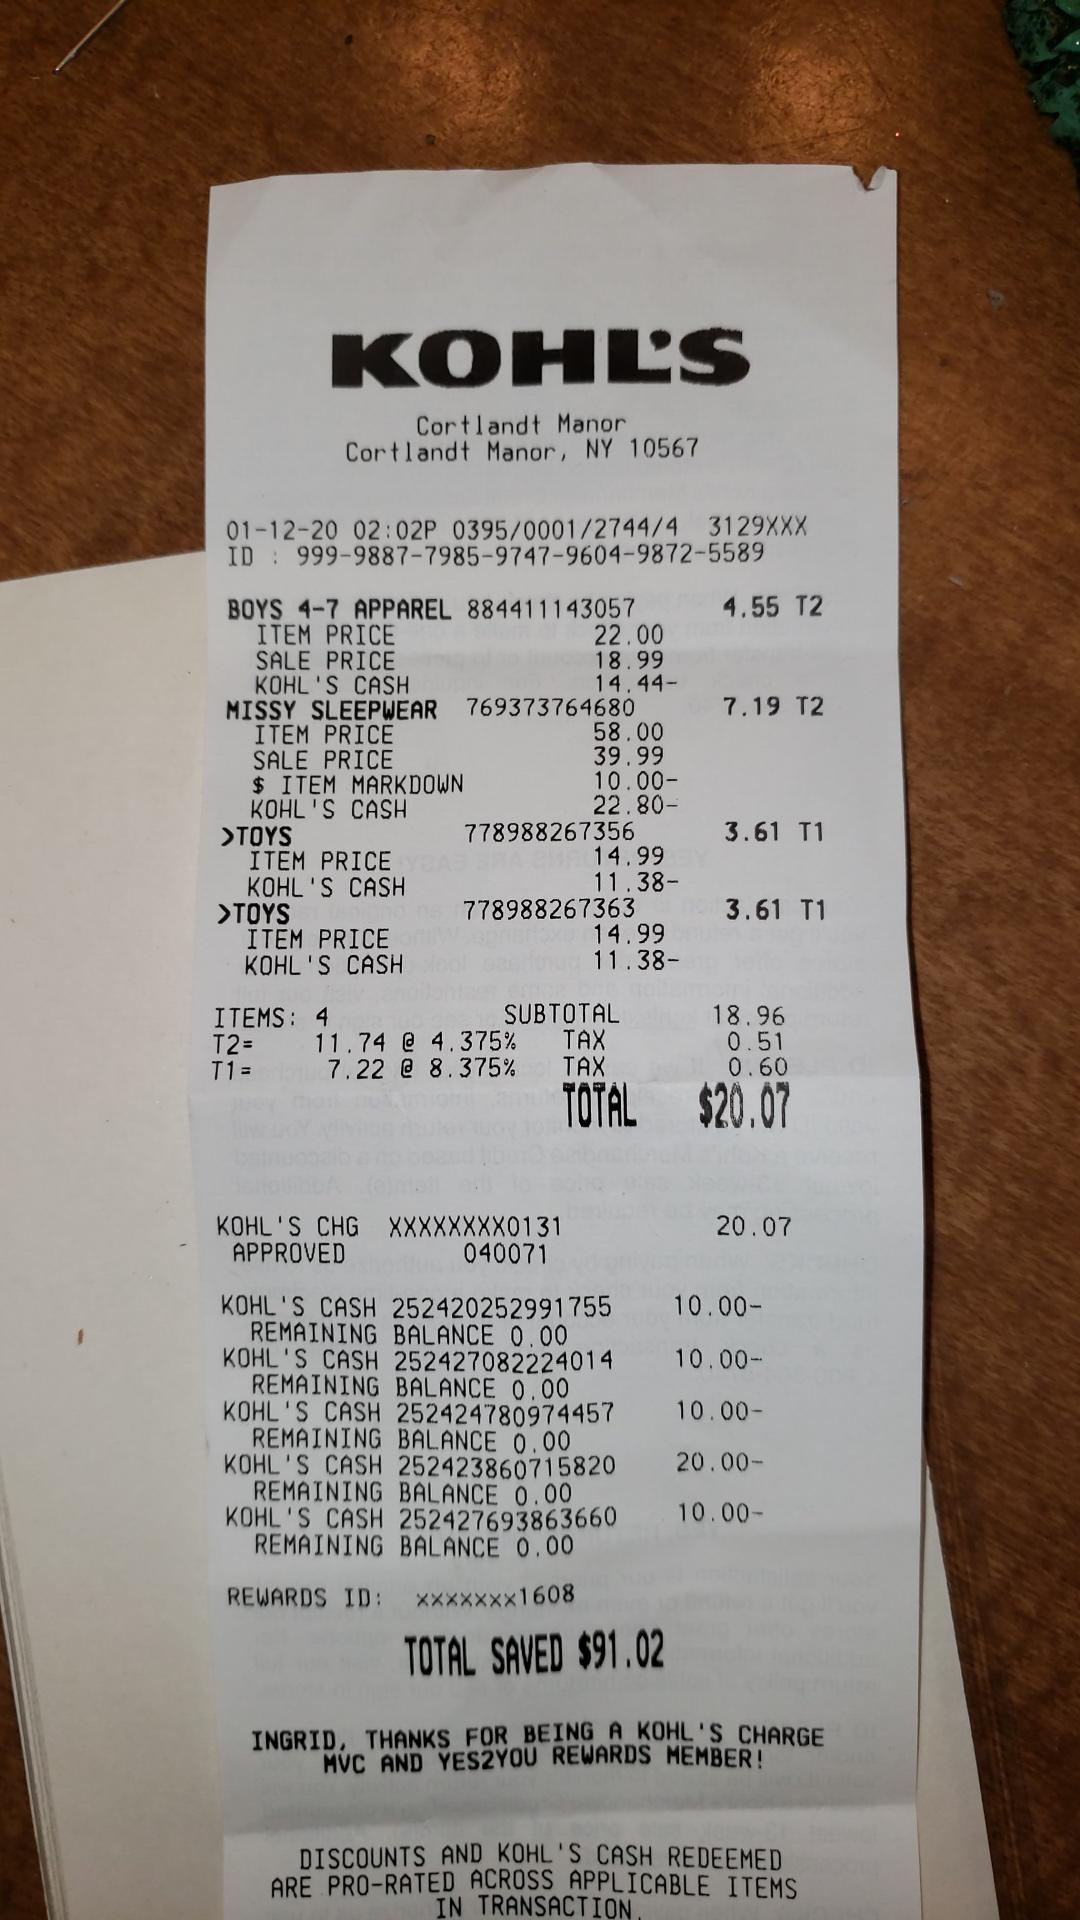 KOHL'S
Cortlandt Manor
Cortlandt Manor, NY 10567
01-12-20 02:02P 0395/0001/2744/4 3129XXX
ID : 999-9887-7985-9747-9604-9872-5589
BOYS 4-7 APPAREL 884411143057 4.55 T2
ITEM PRICE 22.00
SALE PRICE 18.99
KOHL'S CASH 14.44-
MISSY SLEEPWEAR 769373764680 7.19 T2
ITEM PRICE 58.00
SALE PRICE 39.99
$ ITEM MARKDOWN 10.00-
KOHL'S CASH 22.80-
>TOYS 778988267356 3.61 T1
ITEM PRICE 14.99
KOHL'S CASH 11.38-
>TOYS 778988267363 3.61 T1
ITEM PRICE 14.99
KOHL'S CASH 11.38-
ITEMS: 4 SUBTOTAL 18.96
T2= 11.74 @ 4.375% TAX 0.51
T1= 7.22 @ 8.375% TAX 0.60
TOTAL $20.07
KOHL'S CHG XXXXXXXX0131 20.07
APPROVED 040071
KOHL'S CASH 252420252991755 10.00-
REMAINING BALANCE 0.00
KOHL'S CASH 252427082224014 10.00-
REMAINING BALANCE 0.00
KOHL'S CASH 252424780974457 10.00-
REMAINING BALANCE 0.00
KOHL'S CASH 252423860715820 20.00-
REMAINING BALANCE 0.00
KOHL'S CASH 252427693863660 10.00-
REMAINING BALANCE 0.00
REWARDS ID: xxxxxxx1608
TOTAL SAVED $91.02
INGRID, THANKS FOR BEING A KOHL'S CHARGE
MVC AND YES2YOU REWARDS MEMBER!
DISCOUNTS AND KOHL'S CASH REDEEMED
ARE PRO-RATED ACROSS APPLICABLE ITEMS
IN TRANSACTION.